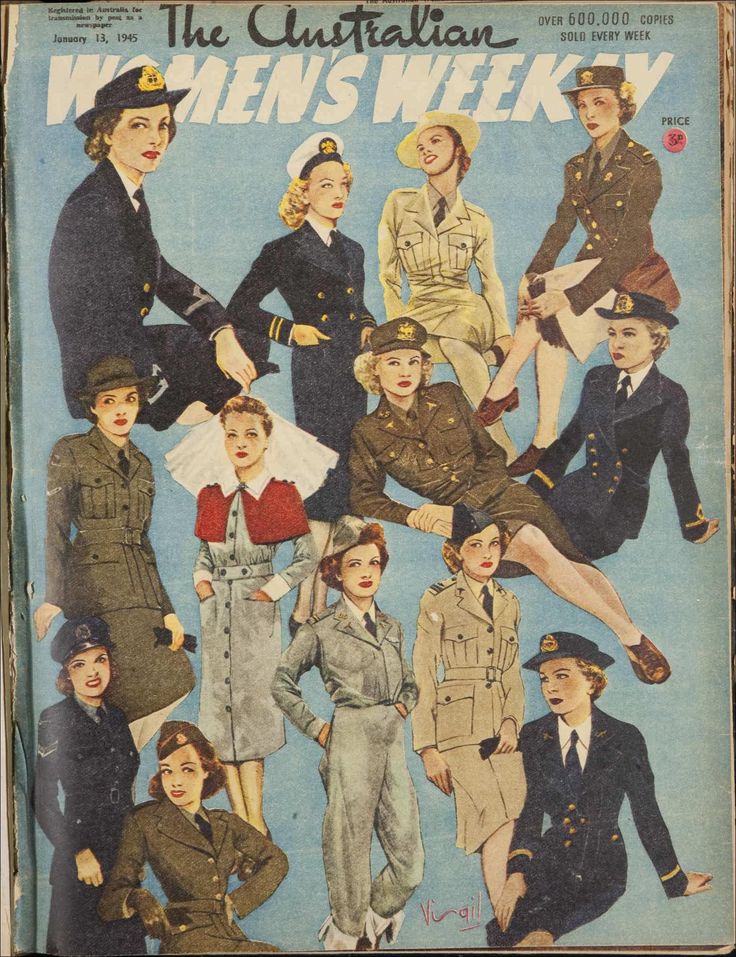 Registered in Australia for
transmission by post as a
newspaper
January 13, 1945
The Australian
WOMEN'S WEEKLY
OVER 600,000 COPIES
SOLD EVERY WEEK
PRICE
3D
Virgil